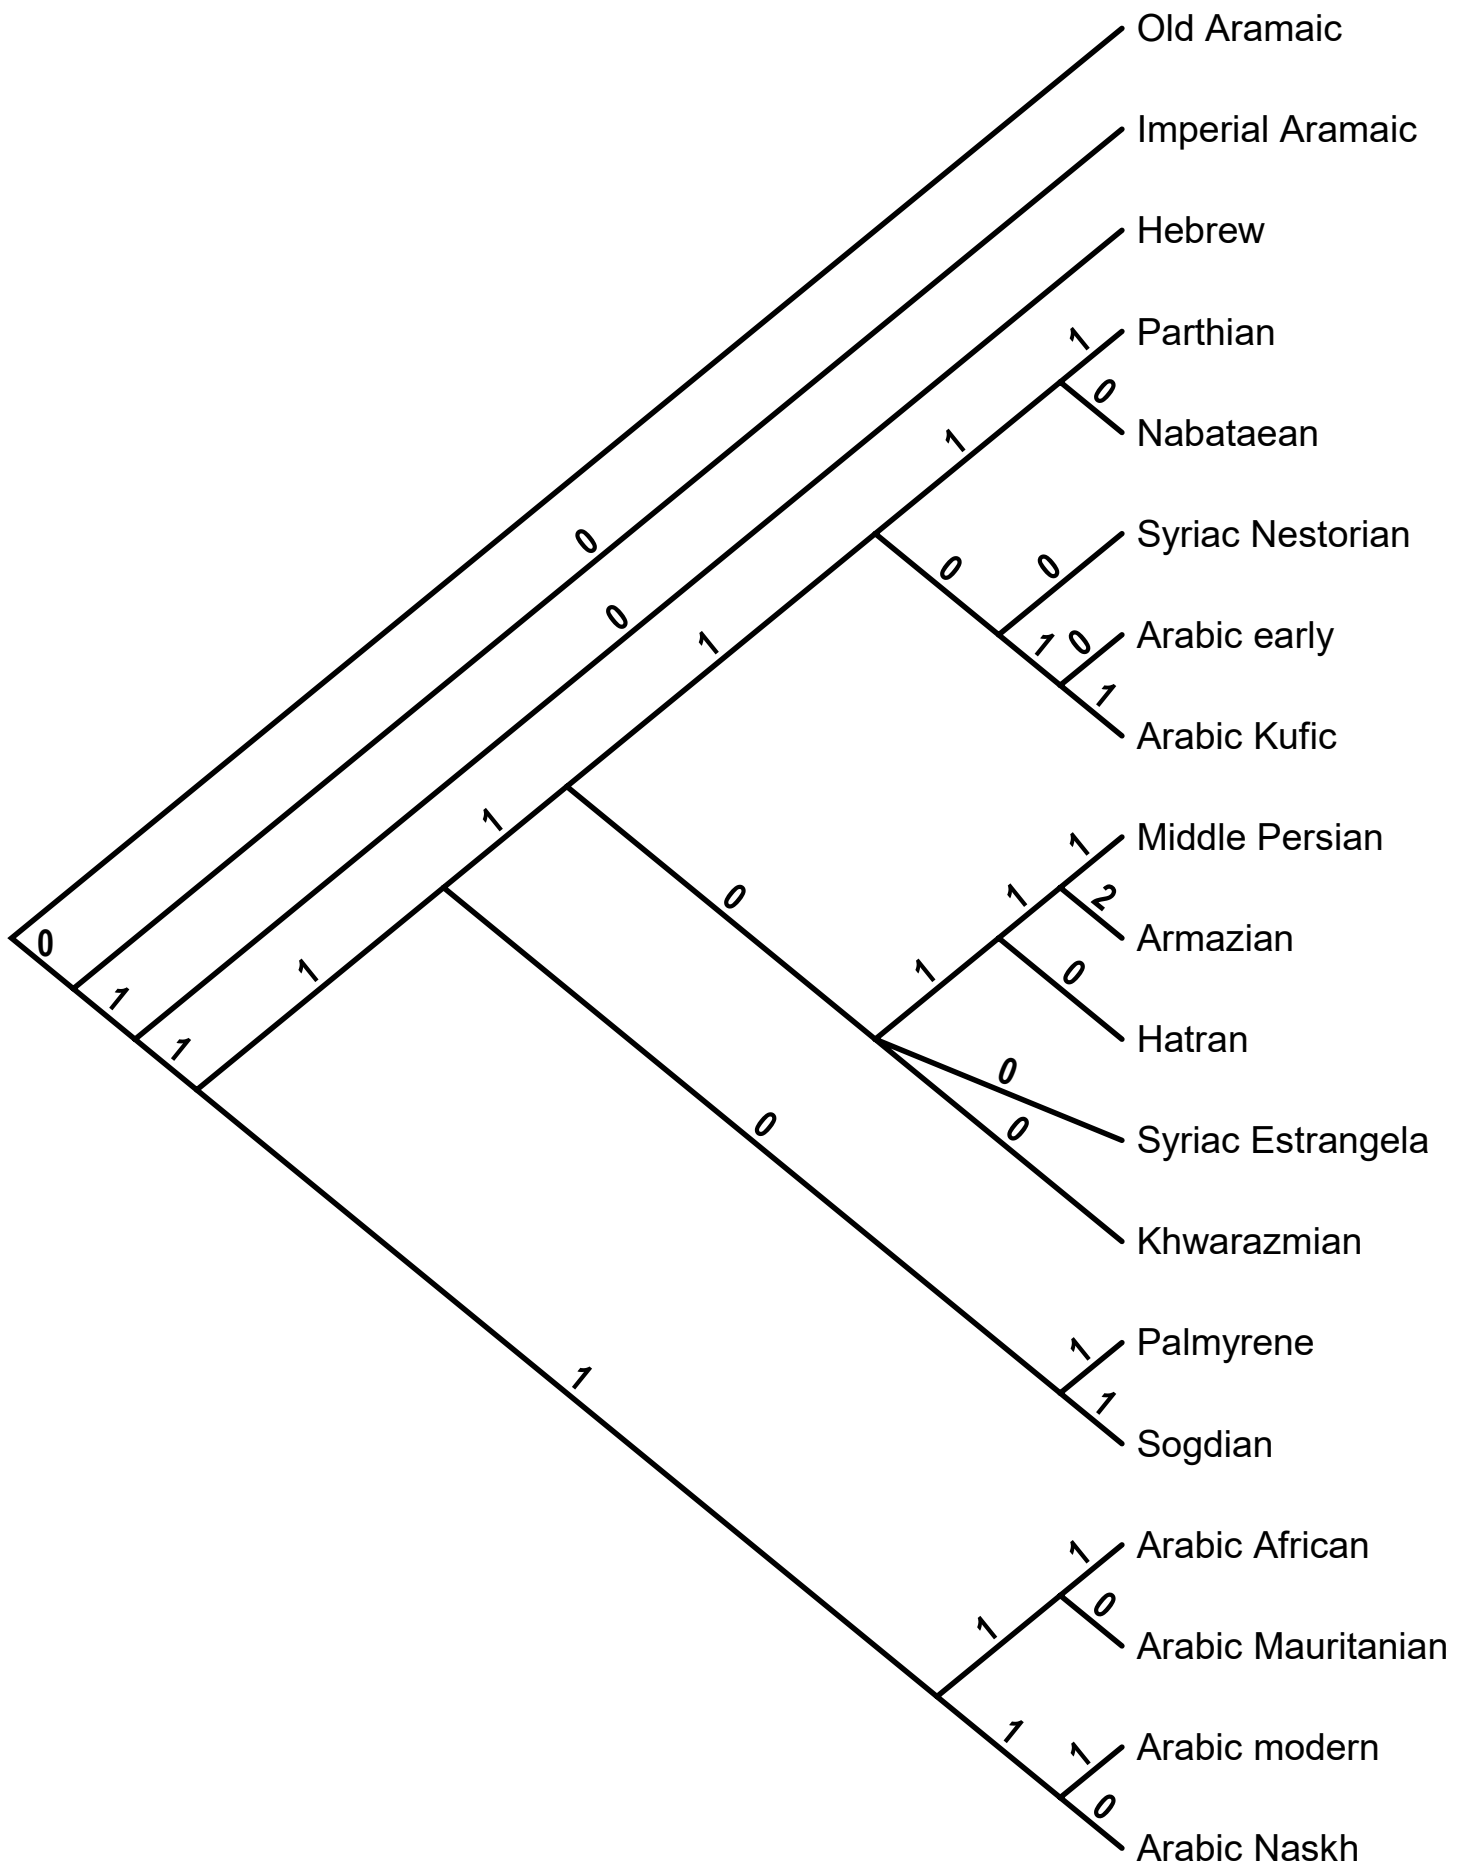 Old Aramaic
Imperial Aramaic
Hebrew
1 Parthian
0
1 Nabataean
0 0 Syriac Nestorian
0
0
1 1 0 Arabic early
1
1 Arabic Kufic
1 1 Middle Persian
0 1 2
0 Armazian
1 1 0
1 Hatran
1 0
0 0 Syriac Estrangela
Khwarazmian
1 Palmyrene
1 1
Sogdian
1 Arabic African
1 0
Arabic Mauritanian
1 1 Arabic modern
0
Arabic Naskh